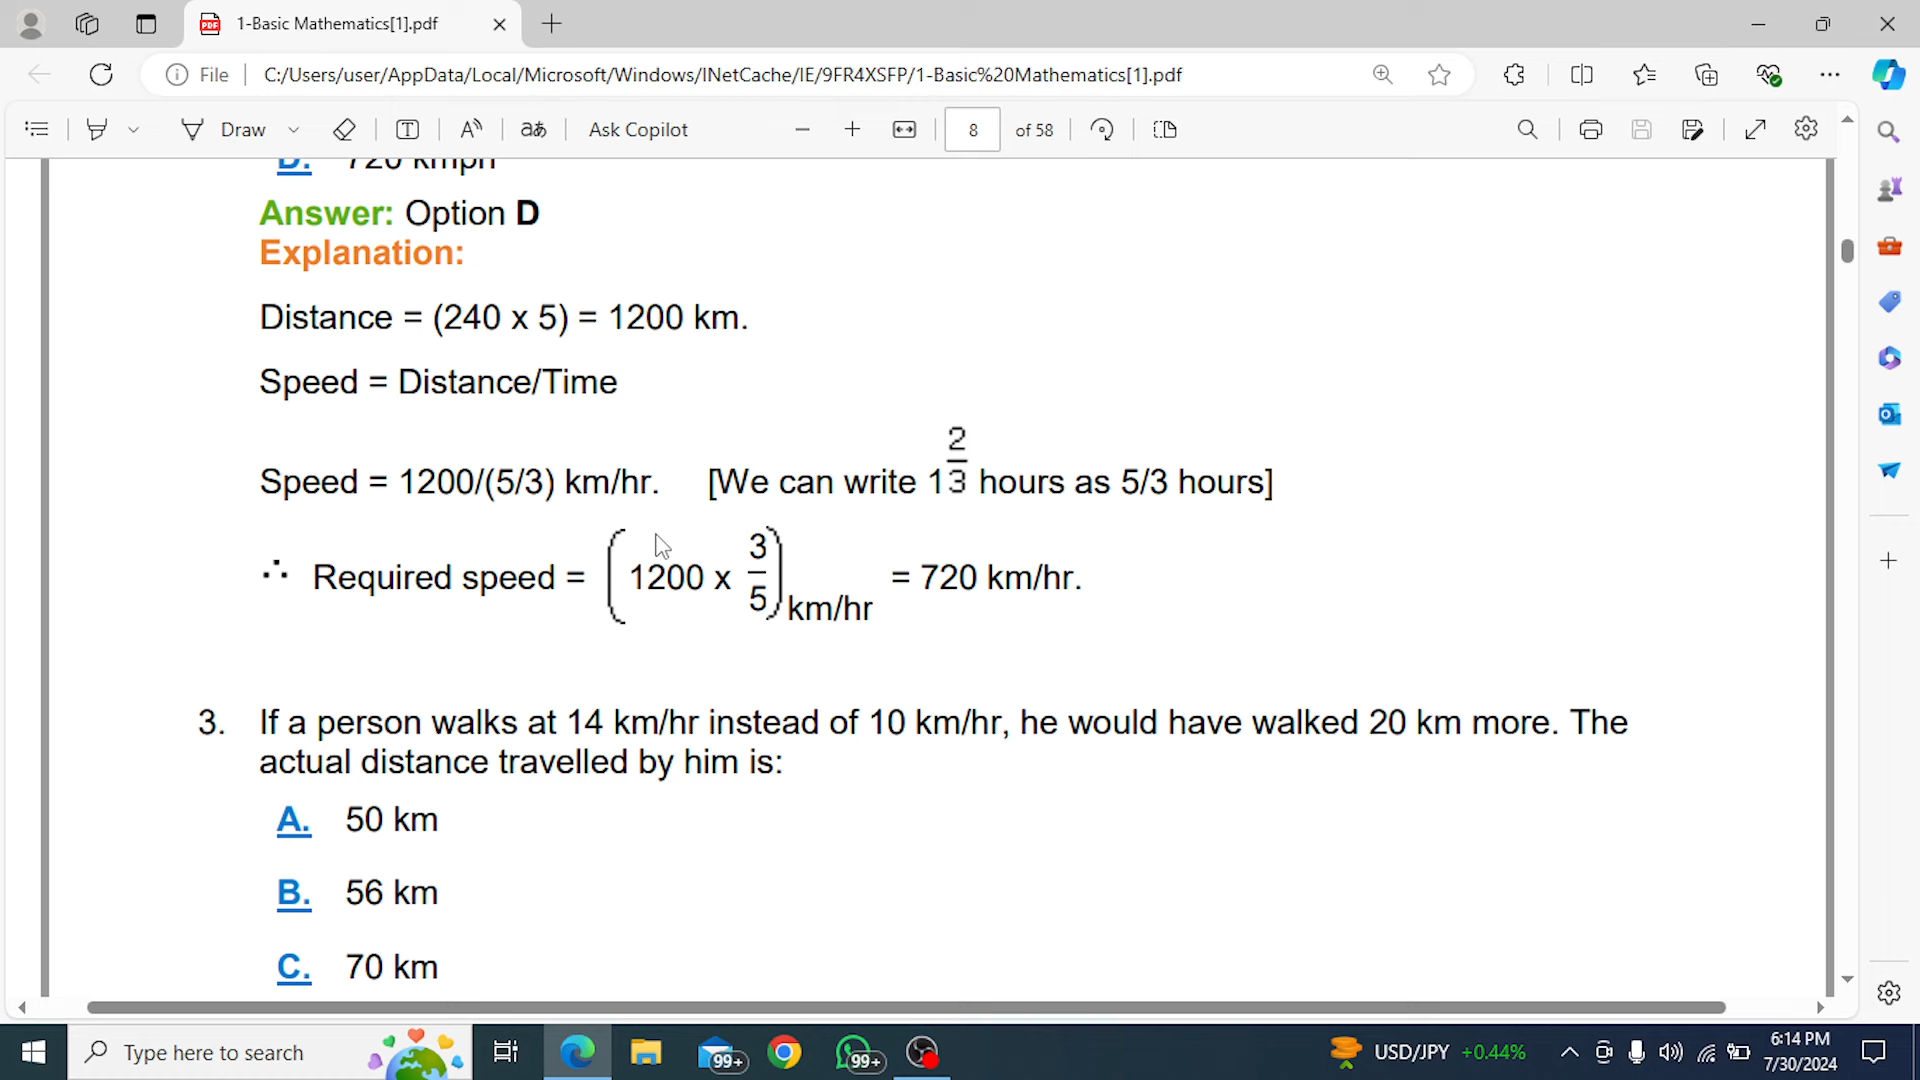 1-Basic Mathematics[1].pdf
File
C:/Users/user/AppData/Local/Microsoft/Windows/INetCache/IE/9FR4XSFP/1-Basic%20Mathematics[1].pdf
Draw
aあ
Ask Copilot
8 of 58
D. 720 kmph
Answer: Option D
Explanation:
Distance = (240 x 5) = 1200 km.
Speed = Distance/Time
Speed = 1200/(5/3) km/hr. [We can write 1 2/3 hours as 5/3 hours]
∴ Required speed = (1200 x 3/5) km/hr = 720 km/hr.
3. If a person walks at 14 km/hr instead of 10 km/hr, he would have walked 20 km more. The
actual distance travelled by him is:
A. 50 km
B. 56 km
C. 70 km
Type here to search
99+
99+
USD/JPY +0.44%
6:14 PM
7/30/2024